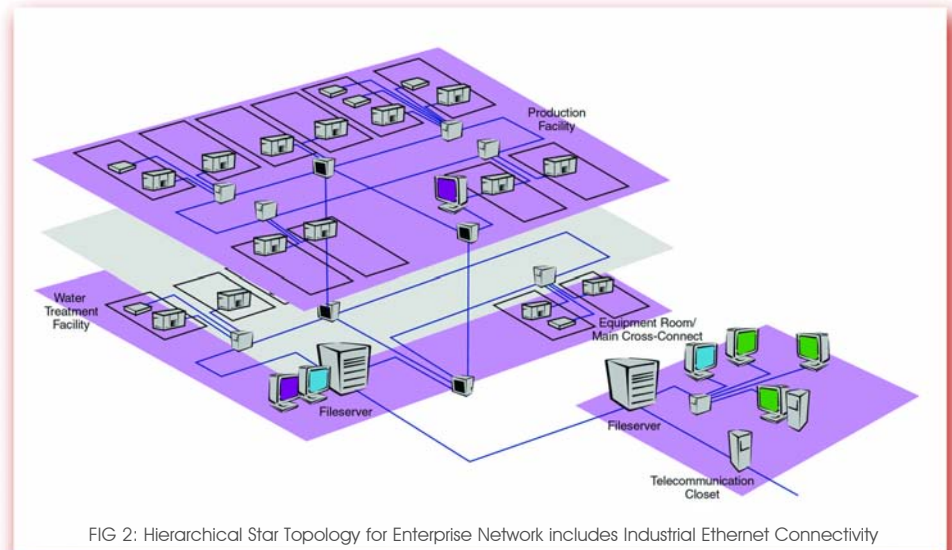 Production
Facility
Water
Treatment
Facility
Equipment Room/
Main Cross-Connect
Fileserver
Fileserver
Telecommunication
Closet
FIG 2: Hierarchical Star Topology for Enterprise Network includes Industrial Ethernet Connectivity